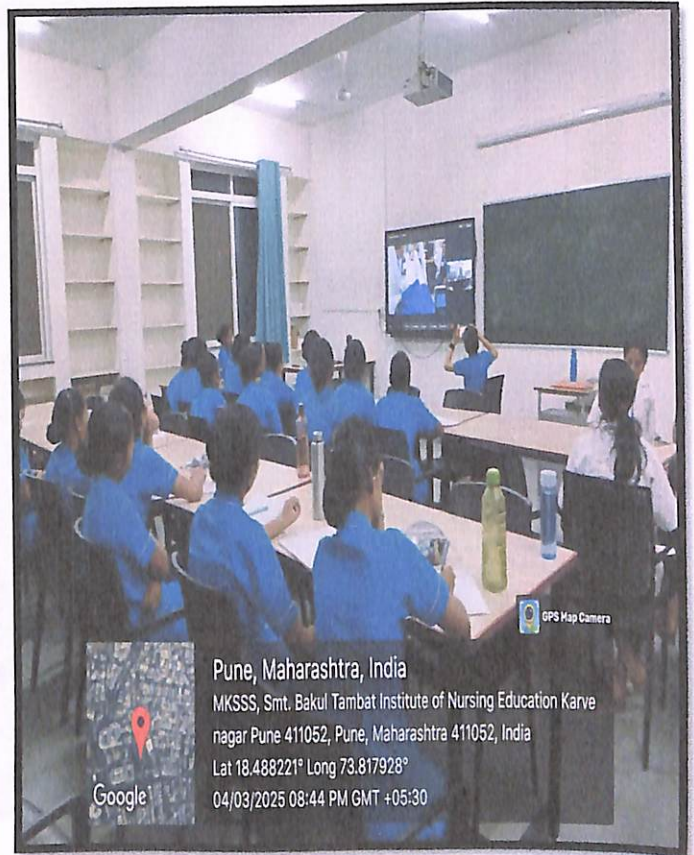 GPS Map Camera
Pune, Maharashtra, India
MKSSS, Smt. Bakul Tambat Institute of Nursing Education Karve
nagar Pune 411052, Pune, Maharashtra 411052, India
Lat 18.488221° Long 73.817928°
04/03/2025 08:44 PM GMT +05:30
Google